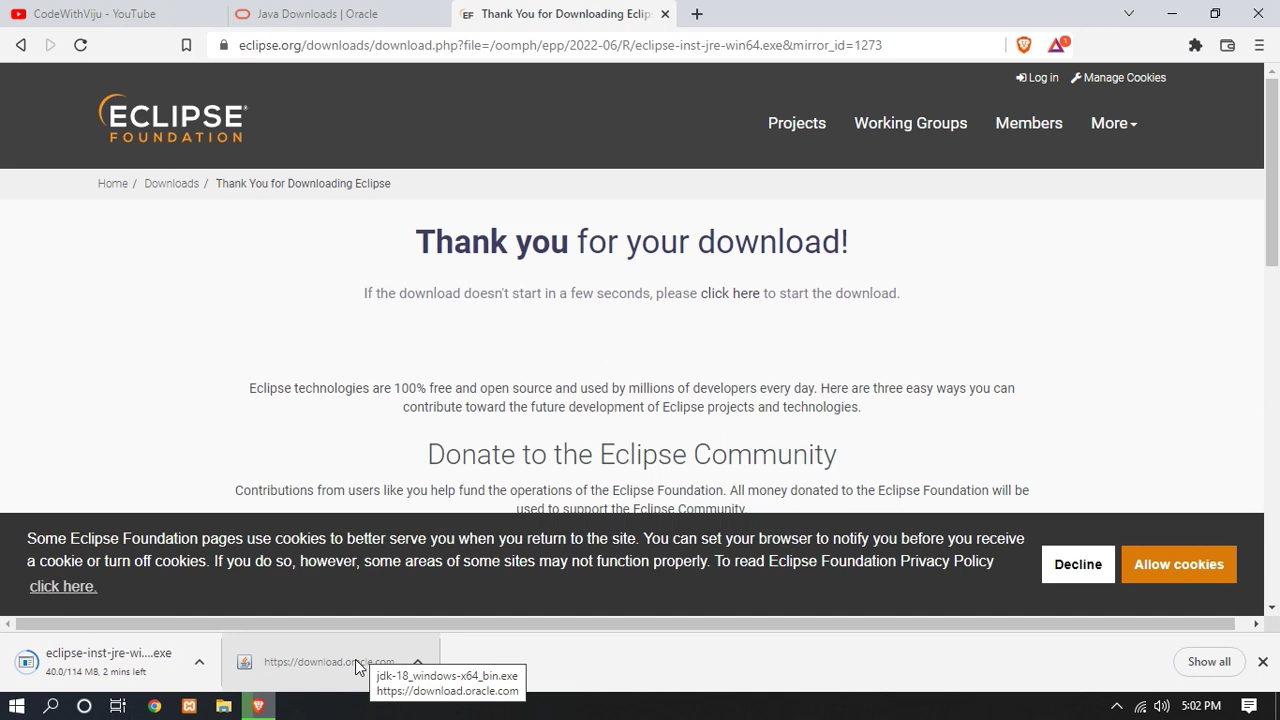 CodeWithViju - YouTube
Java Downloads | Oracle
EF Thank You for Downloading Eclip
eclipse.org/downloads/download.php?file=/oomph/epp/2022-06/R/eclipse-inst-jre-win64.exe&mirror_id=1273
1
Log in
Manage Cookies
ECLIPSE
FOUNDATION
Projects
Working Groups
Members
More
Home / Downloads / Thank You for Downloading Eclipse
Thank you for your download!
If the download doesn't start in a few seconds, please click here to start the download.
Eclipse technologies are 100% free and open source and used by millions of developers every day. Here are three easy ways you can
contribute toward the future development of Eclipse projects and technologies.
Donate to the Eclipse Community
Contributions from users like you help fund the operations of the Eclipse Foundation. All money donated to the Eclipse Foundation will be
used to support the Eclipse Community.
Some Eclipse Foundation pages use cookies to better serve you when you return to the site. You can set your browser to notify you before you receive
a cookie or turn off cookies. If you do so, however, some areas of some sites may not function properly. To read Eclipse Foundation Privacy Policy
click here.
Decline
Allow cookies
eclipse-inst-jre-wi....exe
40.0/114 MB, 2 mins left
https://download.oracle.com
jdk-18_windows-x64_bin.exe
https://download.oracle.com
Show all
5:02 PM